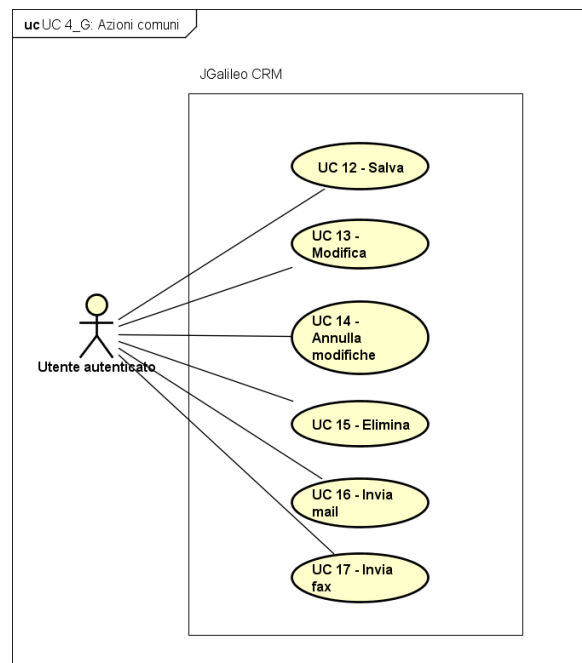 uc UC 4_G: Azioni comuni
JGalileo CRM
UC 12 - Salva
UC 13 -
Modifica
UC 14 -
Annulla
modifiche
Utente autenticato
UC 15 - Elimina
UC 16 - Invia
mail
UC 17 - Invia
fax